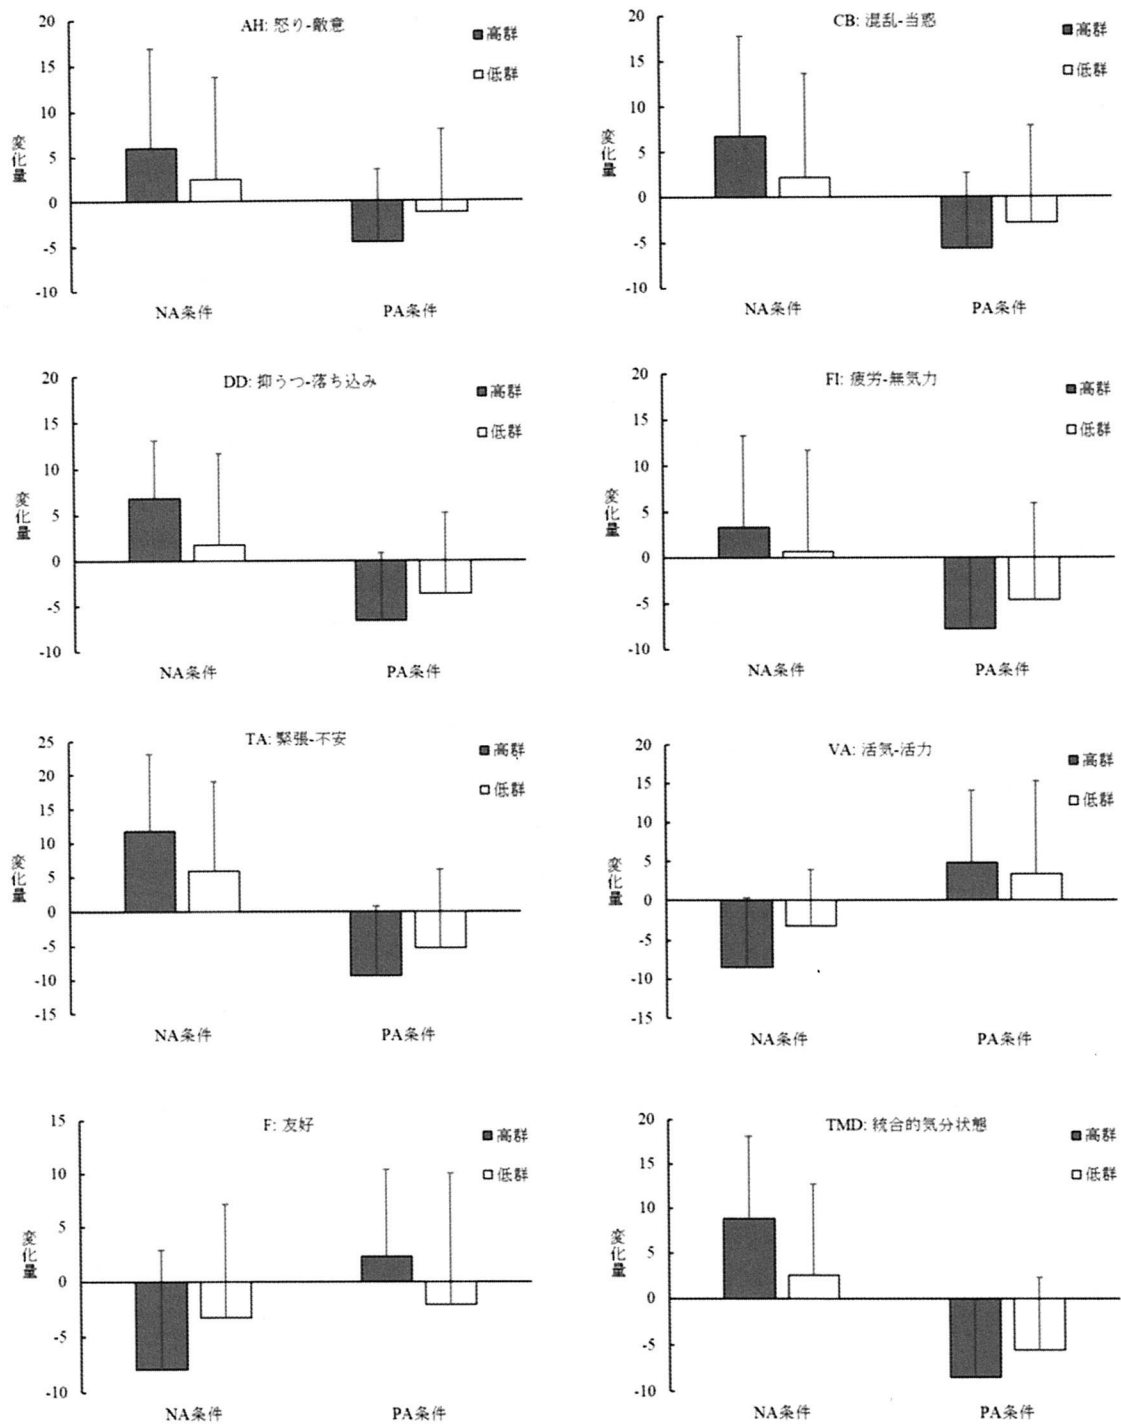 AH: 怒り-敵意
高群
低群
変化量
20
15
10
5
0
-5
-10
NA条件
PA条件
CB: 混乱-当惑
高群
低群
変化量
20
15
10
5
0
-5
-10
NA条件
PA条件
DD: 抑うつ-落ち込み
高群
低群
変化量
20
15
10
5
0
-5
-10
NA条件
PA条件
FI: 疲労-無気力
高群
低群
変化量
20
15
10
5
0
-5
-10
NA条件
PA条件
TA: 緊張-不安
高群
低群
変化量
25
20
15
10
5
0
-5
-10
-15
NA条件
PA条件
VA: 活気-活力
高群
低群
変化量
20
15
10
5
0
-5
-10
-15
NA条件
PA条件
F: 友好
高群
低群
変化量
15
10
5
0
-5
-10
NA条件
PA条件
TMD: 統合的気分状態
高群
低群
変化量
20
15
10
5
0
-5
-10
NA条件
PA条件